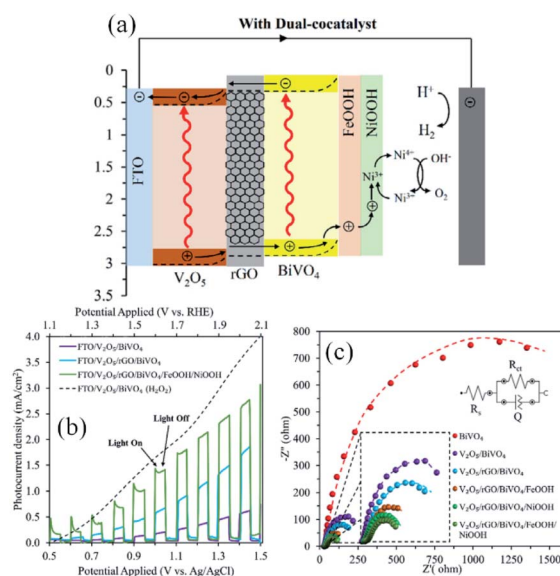 (a)
With Dual-cocatalyst
0
0.5
1
1.5
2
2.5
3
3.5
FTO
V₂O₅
rGO
BiVO₄
FeOOH
NiOOH
H⁺
H₂
Ni⁴⁺
Ni³⁺
Ni³⁺
OH⁻
O₂
Potential Applied (V vs. RHE)
1.1 1.3 1.5 1.7 1.9 2.1
(b)
Photocurrent density (mA/cm²)
4.0
3.5
3.0
2.5
2.0
1.5
1.0
0.5
0.0
FTO/V₂O₅/BiVO₄
FTO/V₂O₅/rGO/BiVO₄
FTO/V₂O₅/rGO/BiVO₄/FeOOH/NiOOH
FTO/V₂O₅/BiVO₄ (H₂O₂)
Light On
Light Off
0.5 0.6 0.7 0.8 0.9 1.0 1.1 1.2 1.3 1.4 1.5
Potential Applied (V vs. Ag/AgCl)
(c)
-Z'' (ohm)
800
700
600
500
400
300
200
100
0
Rct
Rs
Q
BiVO₄
V₂O₅/BiVO₄
V₂O₅/rGO/BiVO₄
V₂O₅/rGO/BiVO₄/FeOOH
V₂O₅/rGO/BiVO₄/NiOOH
V₂O₅/rGO/BiVO₄/FeOOH/
NiOOH
0 250 500 750 1000 1250 1500
Z'( ohm)